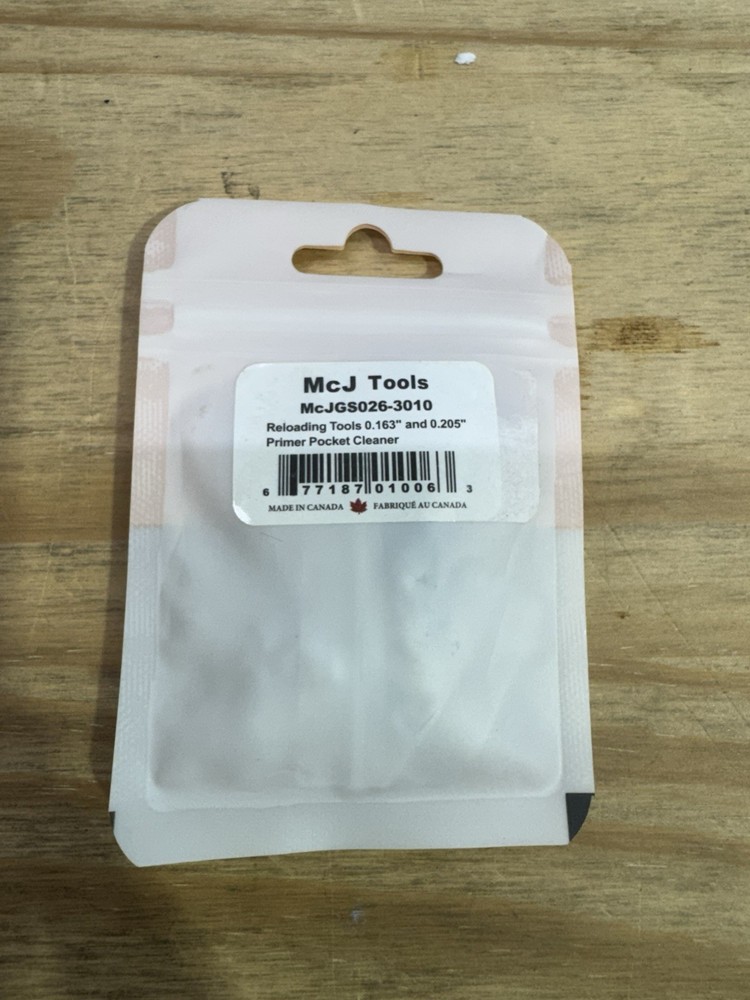 McJ Tools
McJGS026-3010
Reloading Tools 0.163" and 0.205"
Primer Pocket Cleaner
6 77187 01006 3
MADE IN CANADA FABRIQUÉ AU CANADA